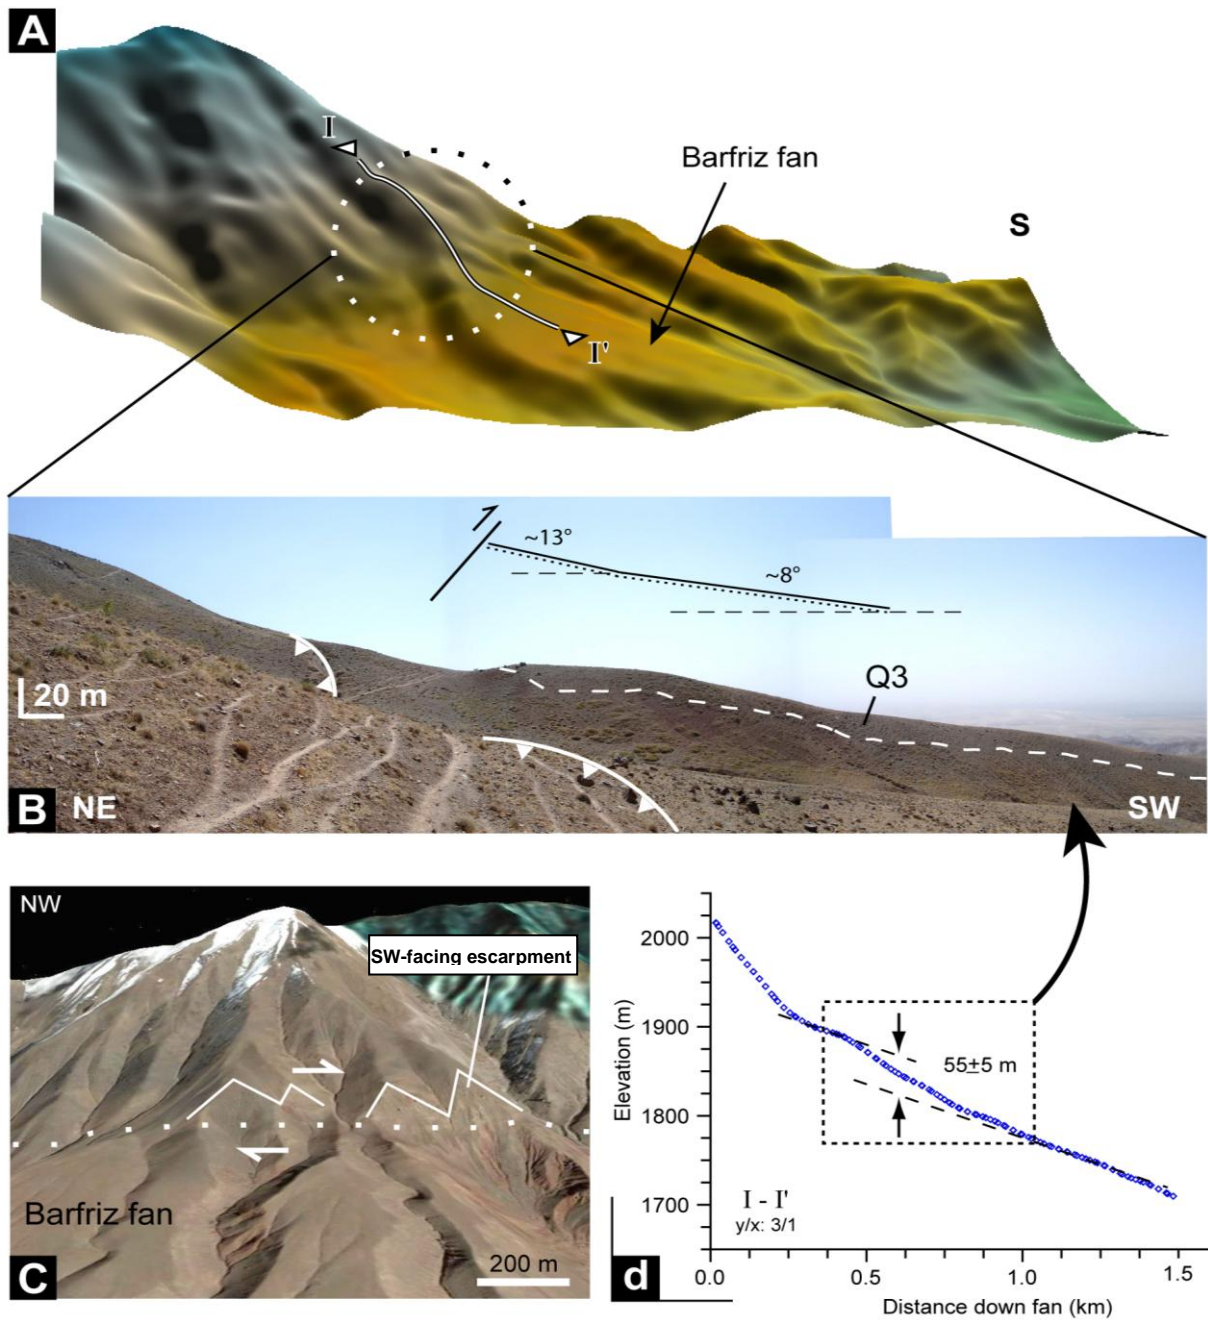 A
I
Barfriz fan
S
I'
~13°
~8°
Q3
20 m
B
NE
SW
NW
SW-facing escarpment
Barfriz fan
200 m
C
2000
1900
1800
1700
Elevation (m)
55±5 m
I - I'
y/x: 3/1
d
0.0
0.5
1.0
1.5
Distance down fan (km)